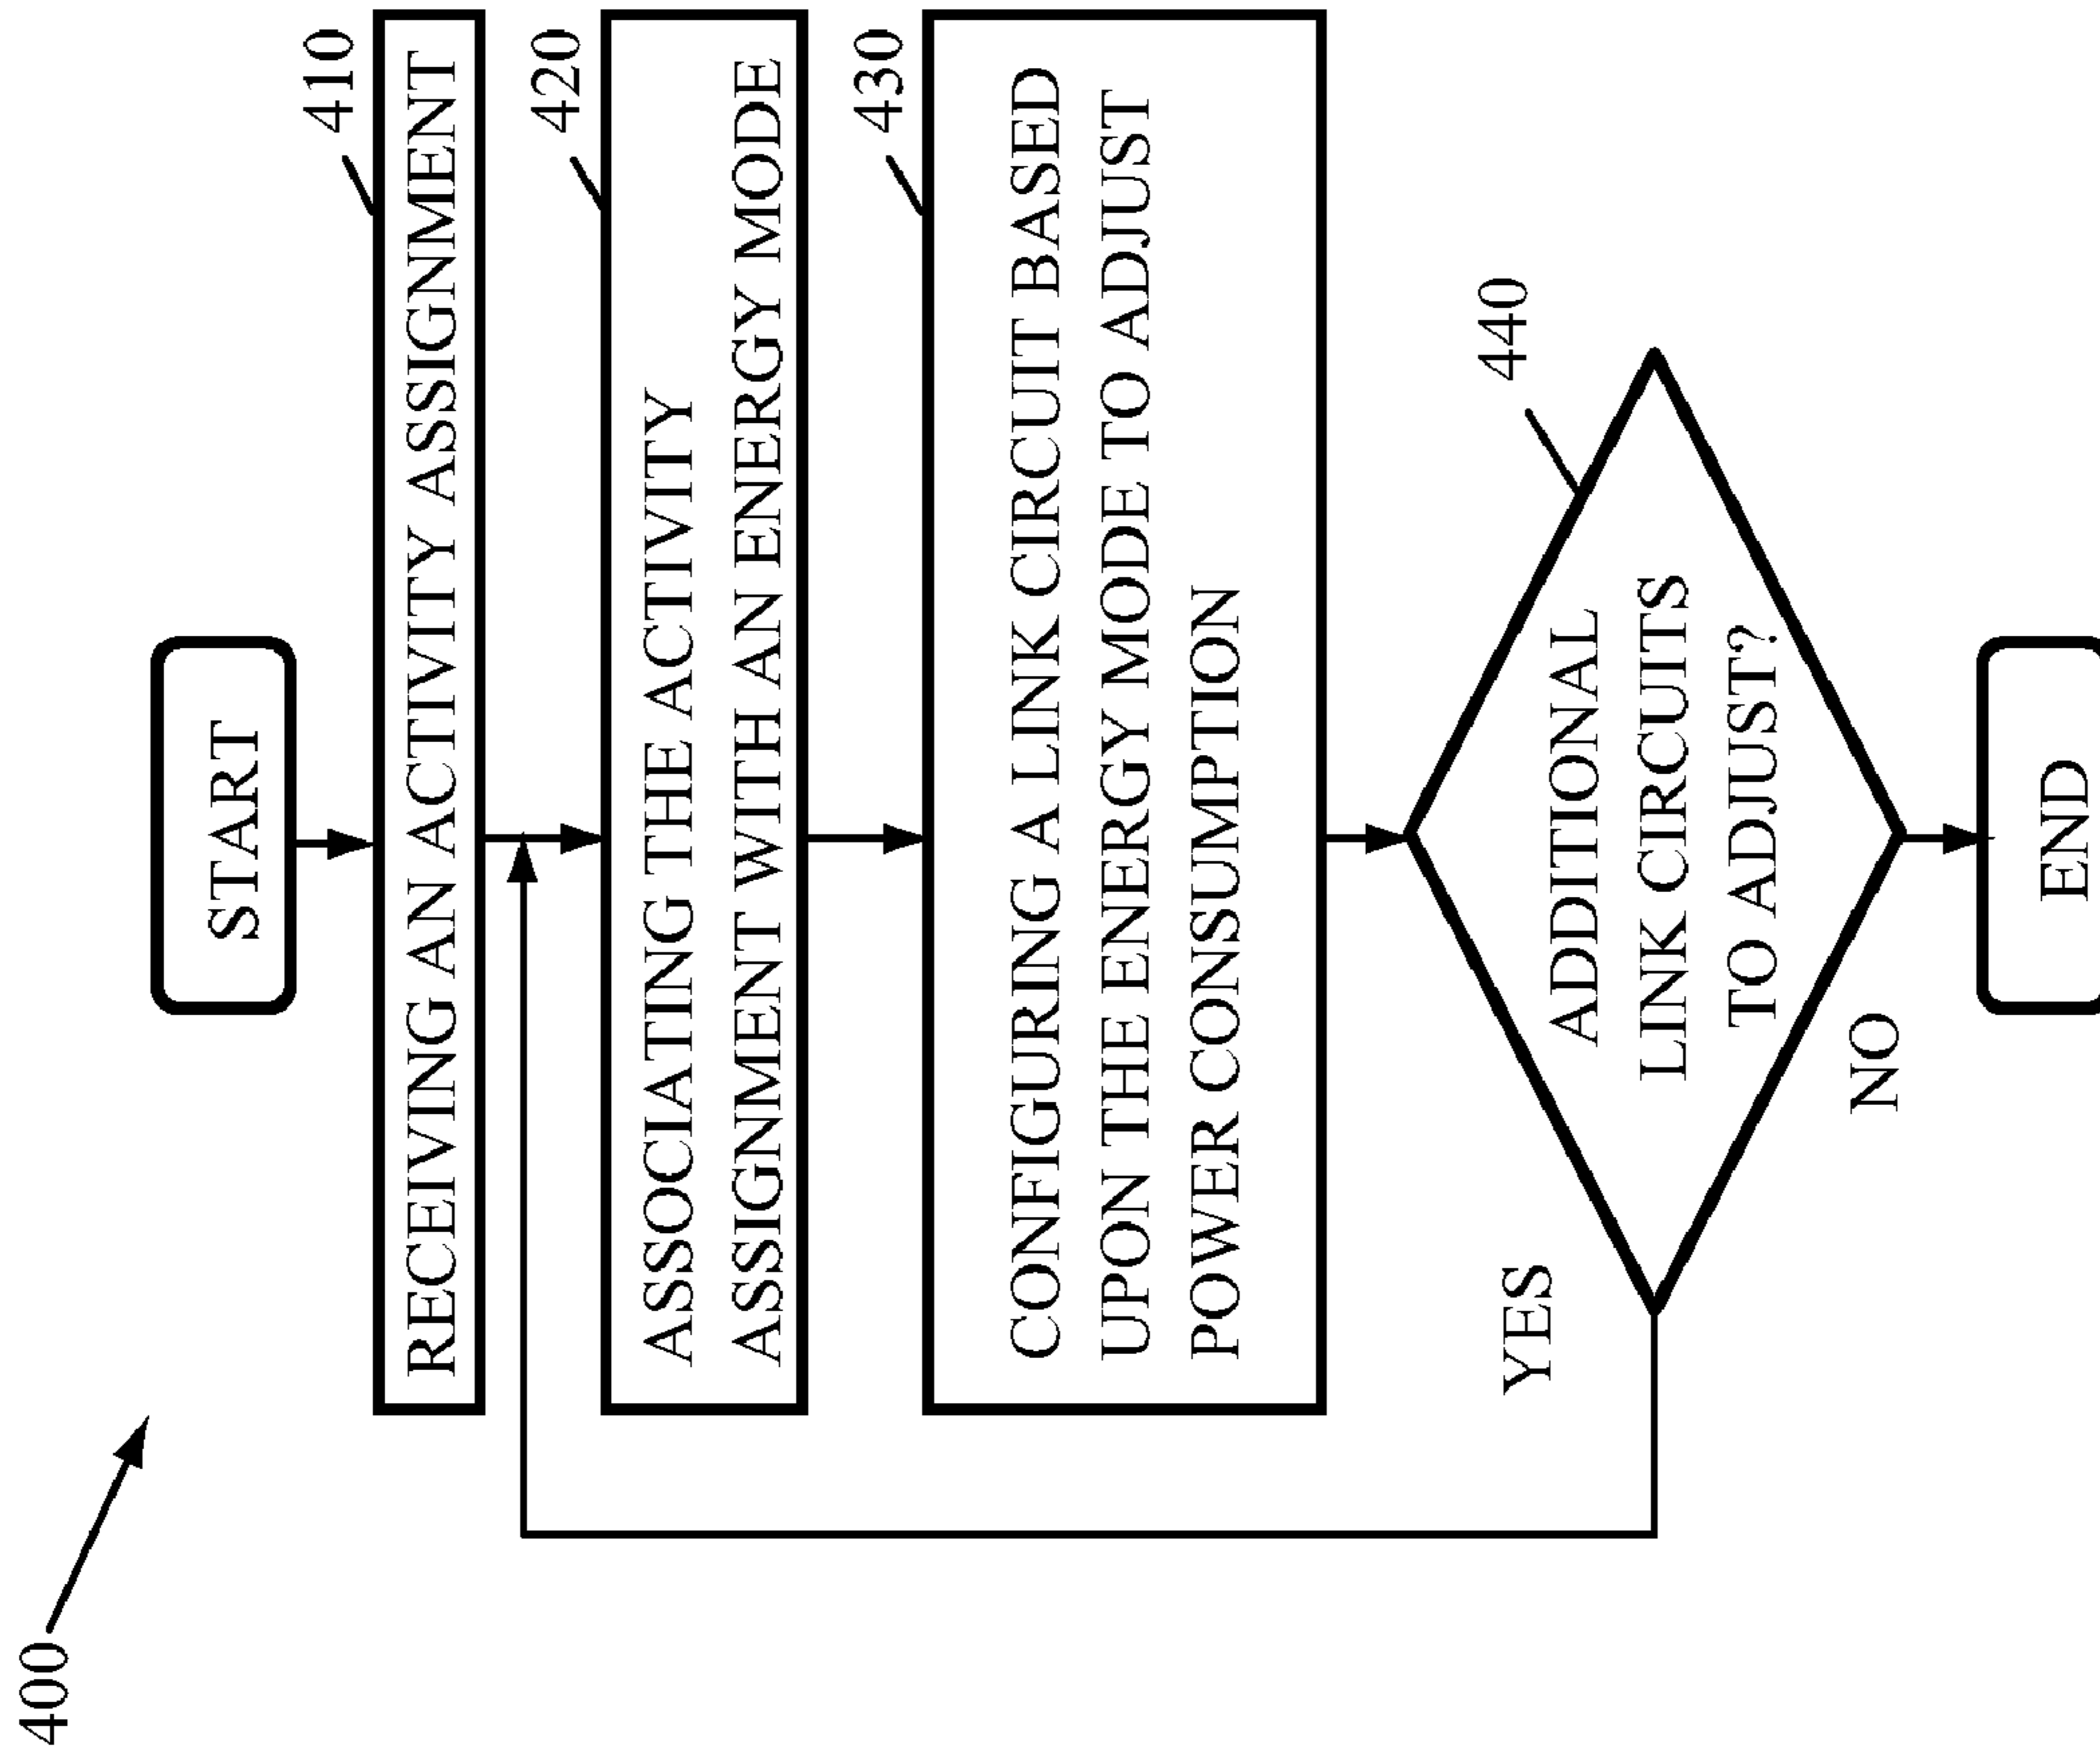 400
START
410
RECEIVING AN ACTIVITY ASSIGNMENT
420
ASSOCIATING THE ACTIVITY
ASSIGNMENT WITH AN ENERGY MODE
430
CONFIGURING A LINK CIRCUIT BASED
UPON THE ENERGY MODE TO ADJUST
POWER CONSUMPTION
440
ADDITIONAL
LINK CIRCUITS
TO ADJUST?
YES
NO
END